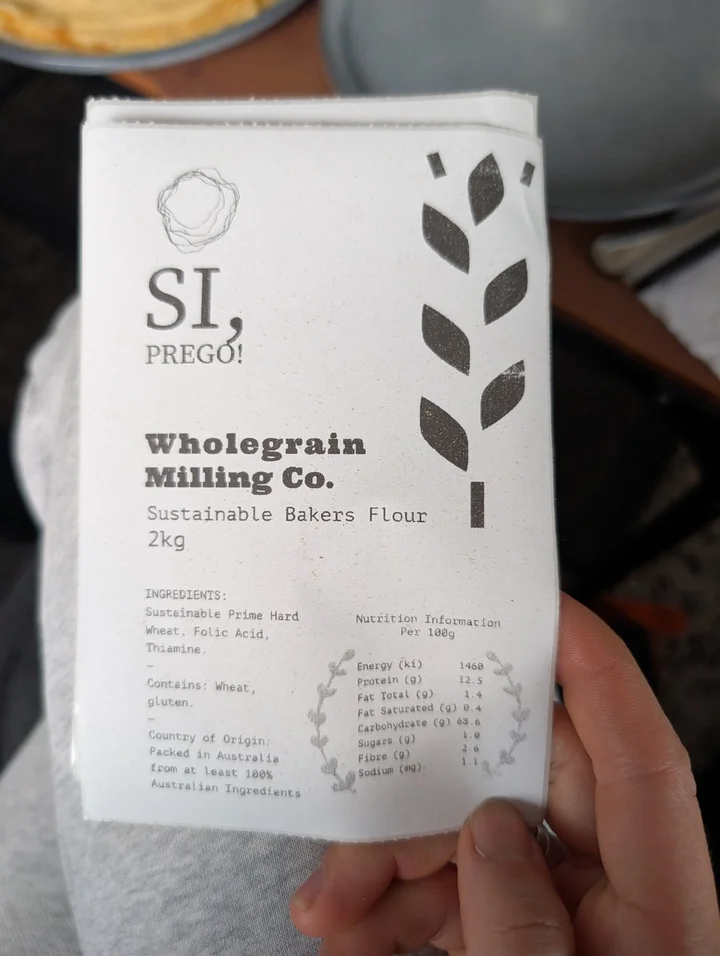 SI,
PREGO!
Wholegrain
Milling Co.
Sustainable Bakers Flour
2kg
INGREDIENTS:
Sustainable Prime Hard
Wheat, Folic Acid,
Thiamine.
—
Contains: Wheat,
gluten.
—
Country of Origin:
Packed in Australia
from at least 100%
Australian Ingredients
Nutrition Information
Per 100g
Energy (kj) 1460
Protein (g) 12.5
Fat Total (g) 1.4
Fat Saturated (g) 0.4
Carbohydrate (g) 68.6
Sugars (g) 1.0
Fibre (g) 2.6
Sodium (mg) 1.1